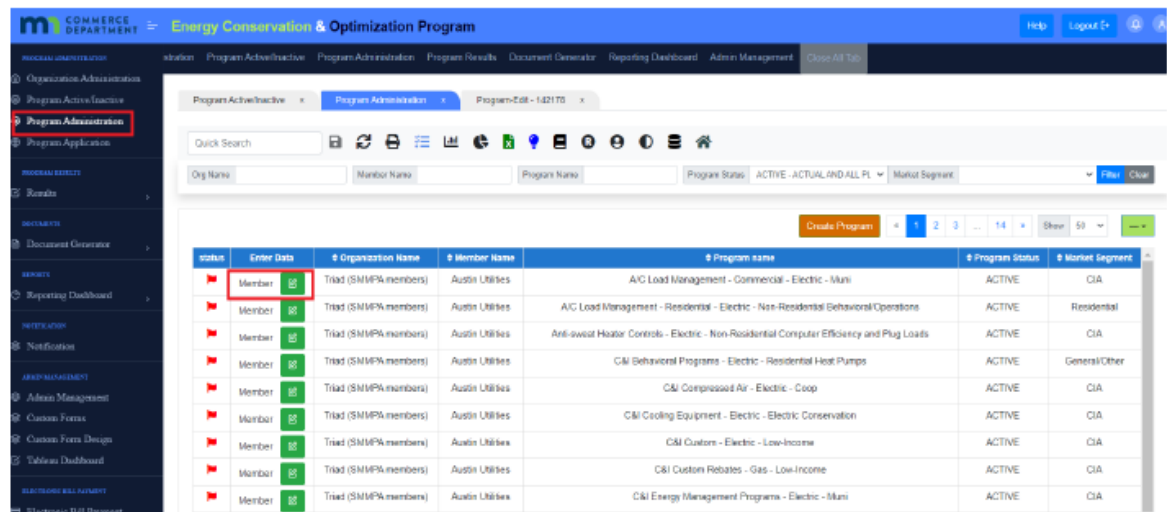 COMMERCE
DEPARTMENT
Energy Conservation & Optimization Program
Help
Logout
PROGRAM ADMINISTRATION
Organization Administration
Program Active/Inactive
Program Administration
Program Application
PROGRAM RESULTS
Results
DOCUMENTS
Document Generator
REPORTS
Reporting Dashboard
NOTIFICATION
Notification
ADMIN MANAGEMENT
Admin Management
Custom Forms
Custom Form Design
Tableau Dashboard
ELECTRONIC BILL PAYMENT
Electronic Bill Payment
istration Program Active/Inactive Program Administration Program Results Document Generator Reporting Dashboard Admin Management Close All Tab
Program Active/Inactive x Program Administration x Program-Edit - 142178 x
Quick Search
Org Name Member Name Program Name Program Status ACTIVE - ACTUAL AND ALL PL Market Segment Filter Clear
Create Program « 1 2 3 ... 14 » Show 50
status Enter Data Organization Name Member Name Program name Program Status Market Segment
Member Triad (SMMPA members) Austin Utilities A/C Load Management - Commercial - Electric - Muni ACTIVE CIA
Member Triad (SMMPA members) Austin Utilities A/C Load Management - Residential - Electric - Non-Residential Behavioral/Operations ACTIVE Residential
Member Triad (SMMPA members) Austin Utilities Anti-sweat Heater Controls - Electric - Non-Residential Computer Efficiency and Plug Loads ACTIVE CIA
Member Triad (SMMPA members) Austin Utilities C&I Behavioral Programs - Electric - Residential Heat Pumps ACTIVE General/Other
Member Triad (SMMPA members) Austin Utilities C&I Compressed Air - Electric - Coop ACTIVE CIA
Member Triad (SMMPA members) Austin Utilities C&I Cooling Equipment - Electric - Electric Conservation ACTIVE CIA
Member Triad (SMMPA members) Austin Utilities C&I Custom - Electric - Low-Income ACTIVE CIA
Member Triad (SMMPA members) Austin Utilities C&I Custom Rebates - Gas - Low-Income ACTIVE CIA
Member Triad (SMMPA members) Austin Utilities C&I Energy Management Programs - Electric - Muni ACTIVE CIA